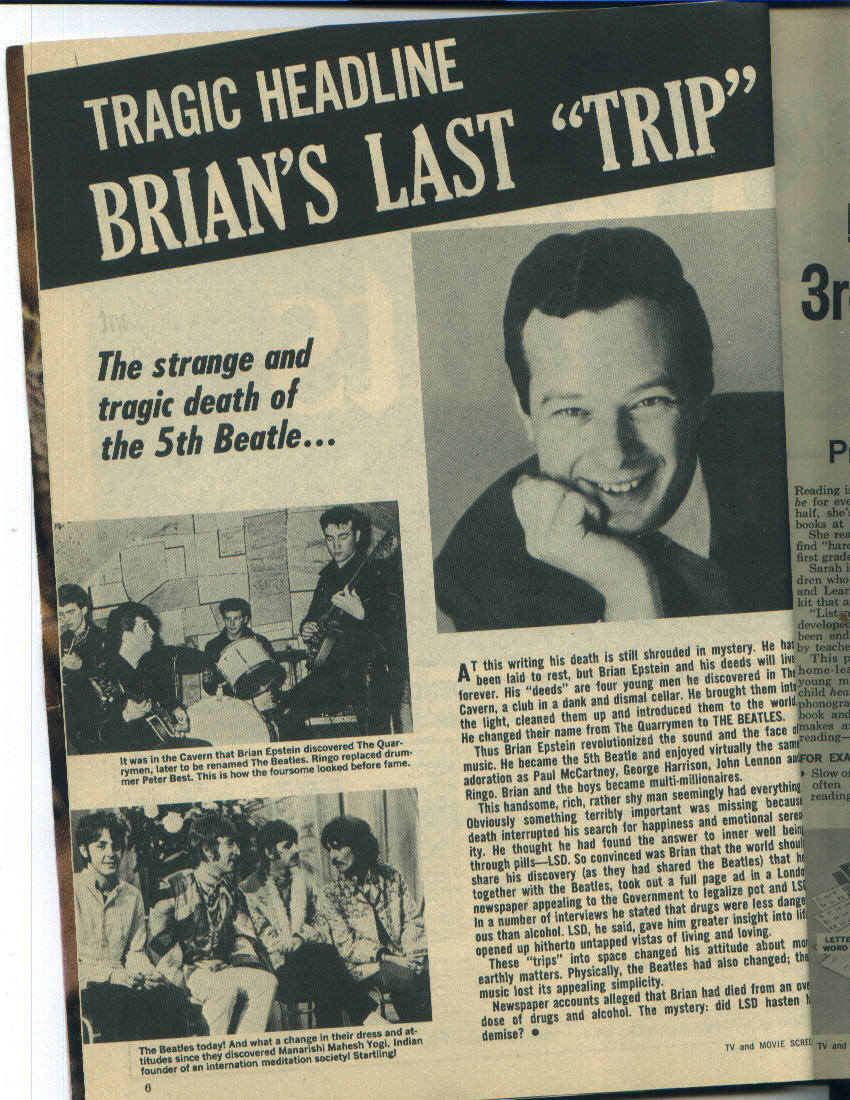 TRAGIC HEADLINE
BRIAN'S LAST “TRIP”
The strange and
tragic death of
the 5th Beatle...
It was in the Cavern that Brian Epstein discovered The Quar-
rymen, later to be renamed The Beatles. Ringo replaced drum-
mer Peter Best. This is how the foursome looked before fame.
The Beatles today! And what a change in their dress and at-
titudes since they discovered Manarishi Mahesh Yogi, Indian
founder of an internation meditation society! Startling!
6
AT this writing his death is still shrouded in mystery. He has
been laid to rest, but Brian Epstein and his deeds will live
forever. His “deeds” are four young men he discovered in The
Cavern, a club in a dank and dismal cellar. He brought them into
the light, cleaned them up and introduced them to the world.
He changed their name from The Quarrymen to THE BEATLES.
Thus Brian Epstein revolutionized the sound and the face o
music. He became the 5th Beatle and enjoyed virtually the sam
adoration as Paul McCartney, George Harrison, John Lennon an
Ringo. Brian and the boys became multi-millionaires.
This handsome, rich, rather shy man seemingly had everything
Obviously something terribly important was missing becaus
death interrupted his search for happiness and emotional seren
ity. He thought he had found the answer to inner well bein
through pills—LSD. So convinced was Brian that the world shoul
share his discovery (as they had shared the Beatles) that he
together with the Beatles, took out a full page ad in a Londo
newspaper appealing to the Government to legalize pot and LSD
In a number of interviews he stated that drugs were less dange
ous than alcohol. LSD, he said, gave him greater insight into lif
opened up hitherto untapped vistas of living and loving.
These “trips” into space changed his attitude about mor
earthly matters. Physically, the Beatles had also changed; the
music lost its appealing simplicity.
Newspaper accounts alleged that Brian had died from an ove
dose of drugs and alcohol. The mystery: did LSD hasten h
demise? ●
TV and MOVIE SCREE
3r
P
Reading i
be for eve
half, she's
books at
She rea
find “hard
first grade
Sarah i
dren who
and Lear
kit that a
“Listen
developed
been end
by teache
This p
home-lea
young m
child hea
phonogra
book and
makes a
reading—
FOR EXA
Slow o
often
reading
LETTE
WORD
TV and